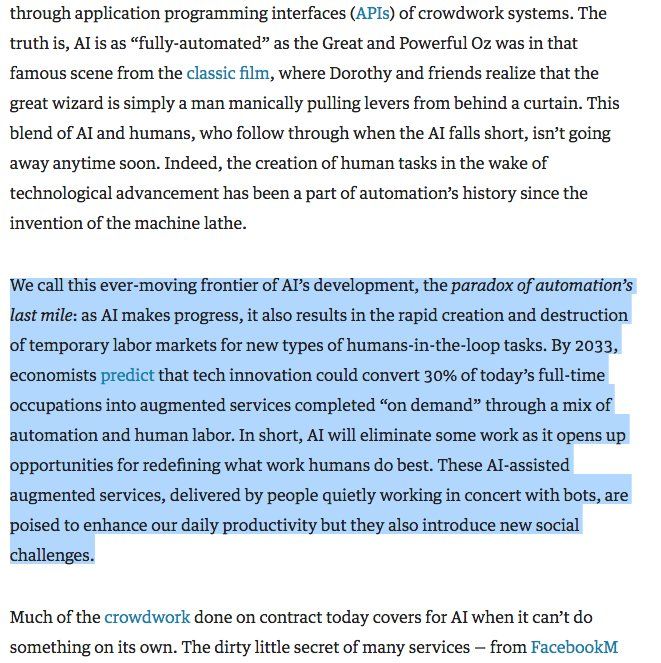 through application programming interfaces (APIs) of crowdwork systems. The
truth is, AI is as “fully-automated” as the Great and Powerful Oz was in that
famous scene from the classic film, where Dorothy and friends realize that the
great wizard is simply a man manically pulling levers from behind a curtain. This
blend of AI and humans, who follow through when the AI falls short, isn’t going
away anytime soon. Indeed, the creation of human tasks in the wake of
technological advancement has been a part of automation’s history since the
invention of the machine lathe.
We call this ever-moving frontier of AI’s development, the paradox of automation’s
last mile: as AI makes progress, it also results in the rapid creation and destruction
of temporary labor markets for new types of humans-in-the-loop tasks. By 2033,
economists predict that tech innovation could convert 30% of today’s full-time
occupations into augmented services completed “on demand” through a mix of
automation and human labor. In short, AI will eliminate some work as it opens up
opportunities for redefining what work humans do best. These AI-assisted
augmented services, delivered by people quietly working in concert with bots, are
poised to enhance our daily productivity but they also introduce new social
challenges.
Much of the crowdwork done on contract today covers for AI when it can’t do
something on its own. The dirty little secret of many services — from FacebookM